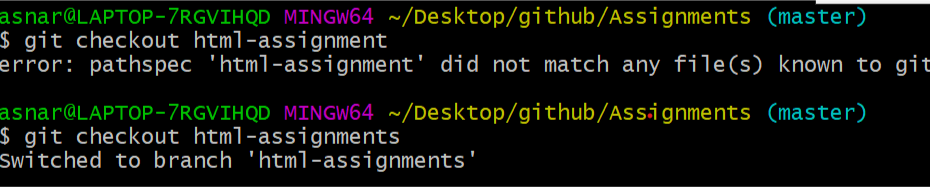 asnar@LAPTOP-7RGVIHQD MINGW64 ~/Desktop/github/Assignments (master)
$ git checkout html-assignment
error: pathspec 'html-assignment' did not match any file(s) known to git
asnar@LAPTOP-7RGVIHQD MINGW64 ~/Desktop/github/Assignments (master)
$ git checkout html-assignments
Switched to branch 'html-assignments'